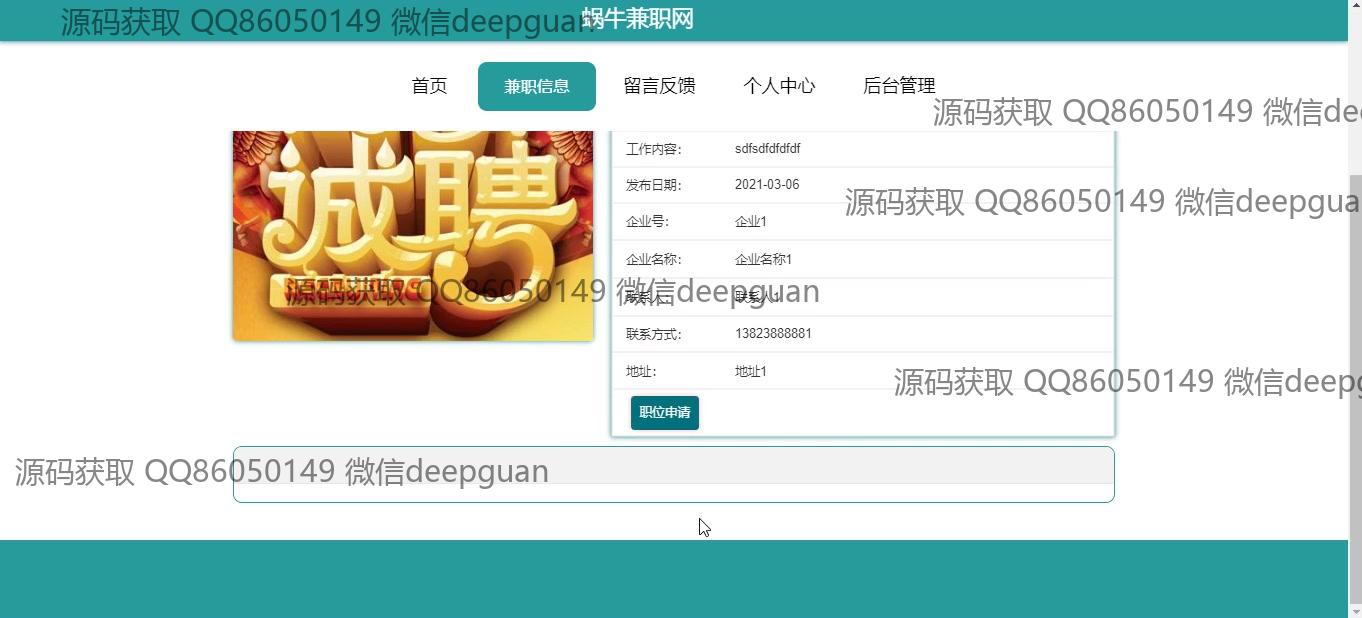 蜗牛兼职网
源码获取 QQ86050149 微信deepguan
首页 兼职信息 留言反馈 个人中心 后台管理
源码获取 QQ86050149 微信dee
诚聘
工作内容: sdfsdfdfdfdf
发布日期: 2021-03-06
源码获取 QQ86050149 微信deepgua
企业号: 企业1
企业名称: 企业名称1
源码获取 QQ86050149 微信deepguan
联系人: 联系人1
联系方式: 13823888881
地址: 地址1
源码获取 QQ86050149 微信deepg
职位申请
源码获取 QQ86050149 微信deepguan